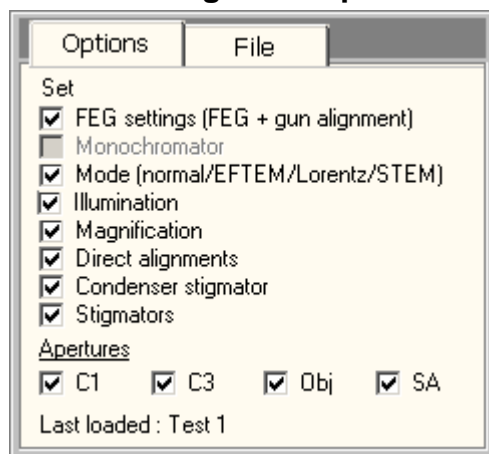 Options File
Set
FEG settings (FEG + gun alignment)
Monochromator
Mode (normal/EFTEM/Lorentz/STEM)
Illumination
Magnification
Direct alignments
Condenser stigmator
Stigmators
Apertures
C1 C3 Obj SA
Last loaded : Test 1